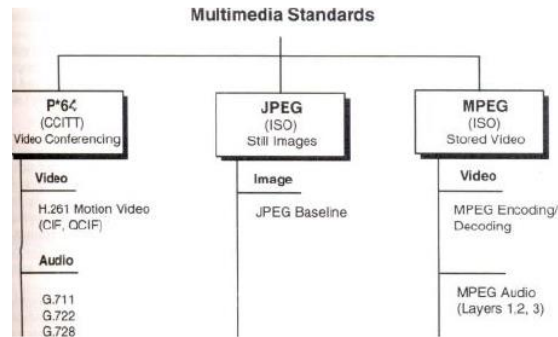 Multimedia Standards
P*64
(CCITT)
Video Conferencing
JPEG
(ISO)
Still Images
MPEG
(ISO)
Stored Video
Video
H.261 Motion Video
(CIF, QCIF)
Audio
G.711
G.722
G.728
Image
JPEG Baseline
Video
MPEG Encoding/
Decoding
MPEG Audio
(Layers 1,2, 3)